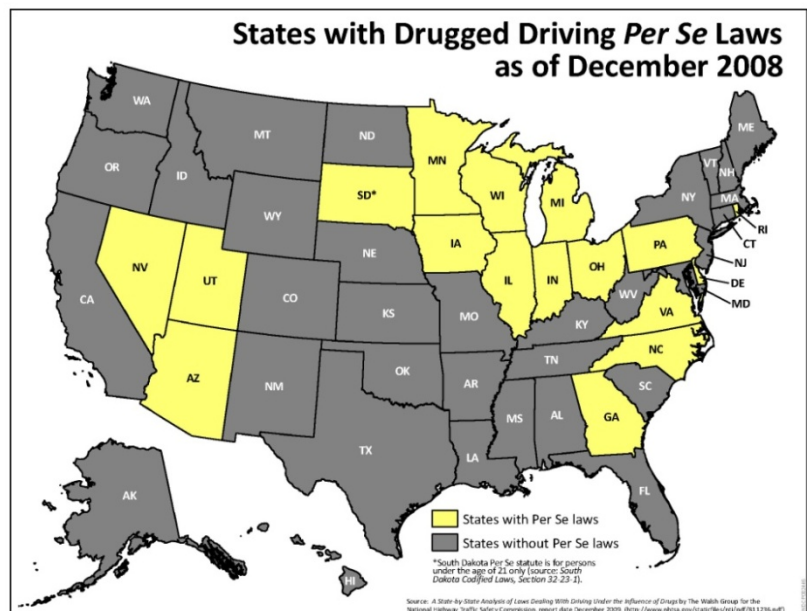 States with Drugged Driving Per Se Laws
as of December 2008
WA
MT
ND
MN
ME
OR
ID
SD*
WI
MI
VT
NH
NY
MA
WY
RI
CT
IA
NE
PA
NJ
NV
UT
IL
IN
OH
DE
MD
CA
CO
KS
MO
WV
VA
KY
NC
AZ
NM
OK
AR
TN
SC
MS
AL
GA
TX
LA
FL
AK
HI
States with Per Se laws
States without Per Se laws
*South Dakota Per Se statute is for persons
under the age of 21 only (source: South
Dakota Codified Laws, Section 32-23-1).
Source: A State-by-State Analysis of Laws Dealing With Driving Under the Influence of Drugs by The Walsh Group for the
National Highway Traffic Safety Commission, report date December 2009